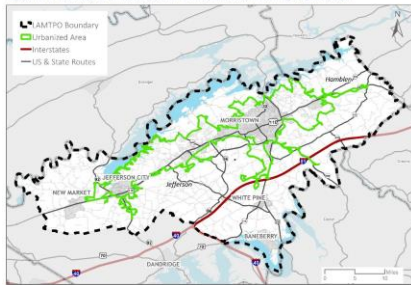 LAMTPO Boundary
Urbanized Area
Interstates
US & State Routes
N
Hamblen
MORRISTOWN
JEFFERSON CITY
NEW MARKET
Jefferson
WHITE PINE
BANEBERRY
DANDRIDGE
Miles